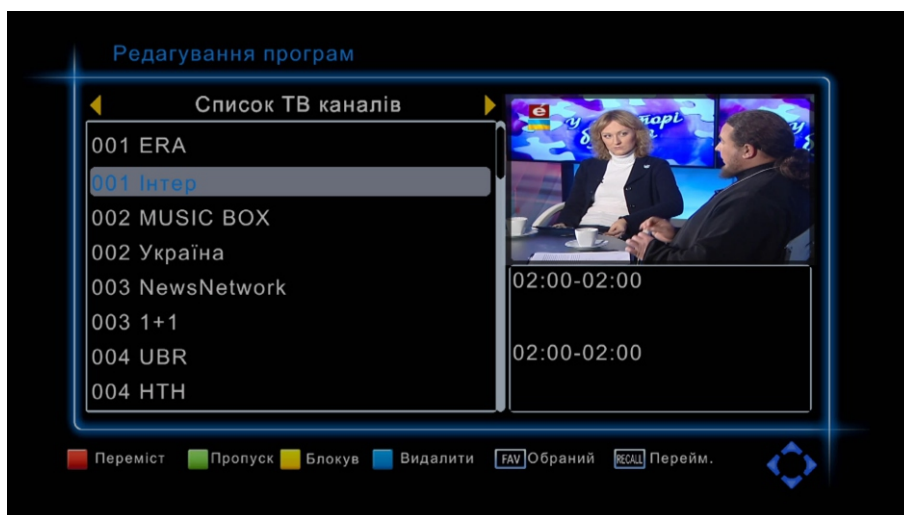 Редагування програм
Список ТВ каналів
001 ERA
001 Інтер
002 MUSIC BOX
002 Україна
003 NewsNetwork
003 1+1
004 UBR
004 НТН
é
02:00-02:00
02:00-02:00
Переміст Пропуск Блокув Видалити FAV Обраний RECALL Перейм.